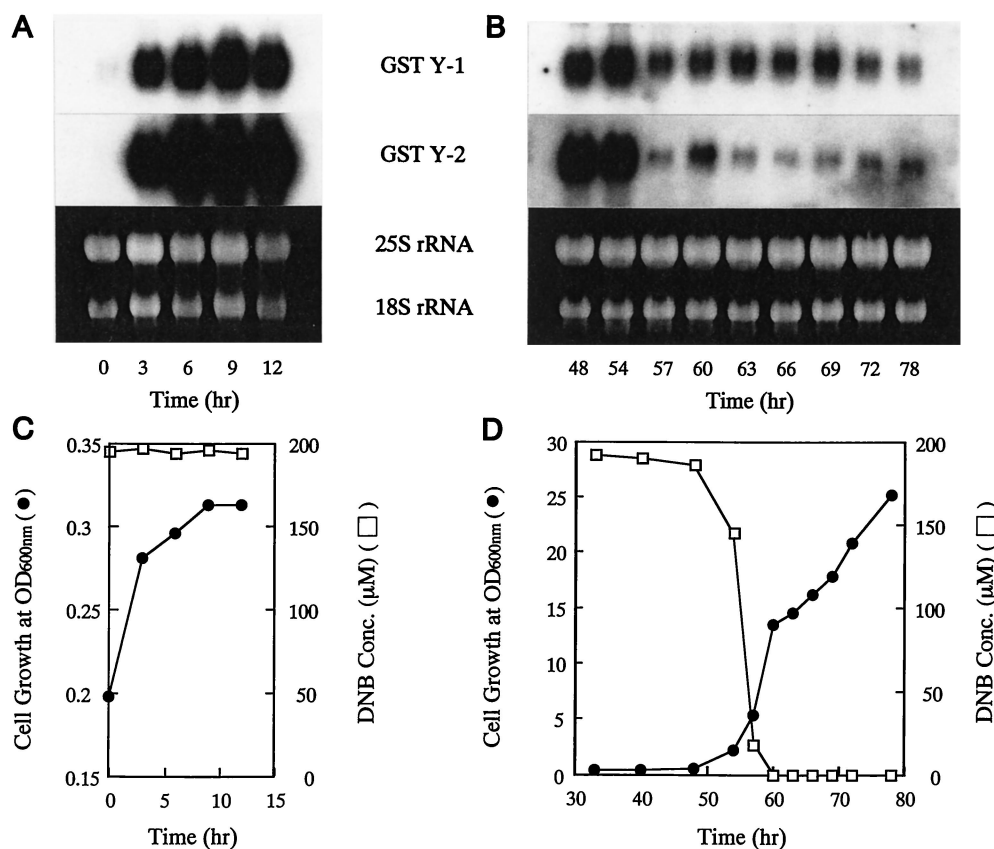 A
B
GST Y-1
GST Y-2
25S rRNA
18S rRNA
0 3 6 9 12
Time (hr)
48 54 57 60 63 66 69 72 78
Time (hr)
C
Cell Growth at OD600nm (●)
0.35
0.3
0.25
0.2
0.15
200
150
100
50
0
DNB Conc. (μM) (□)
0 5 10 15
Time (hr)
D
Cell Growth at OD600nm (●)
30
25
20
15
10
5
0
200
150
100
50
0
DNB Conc. (μM) (□)
30 40 50 60 70 80
Time (hr)